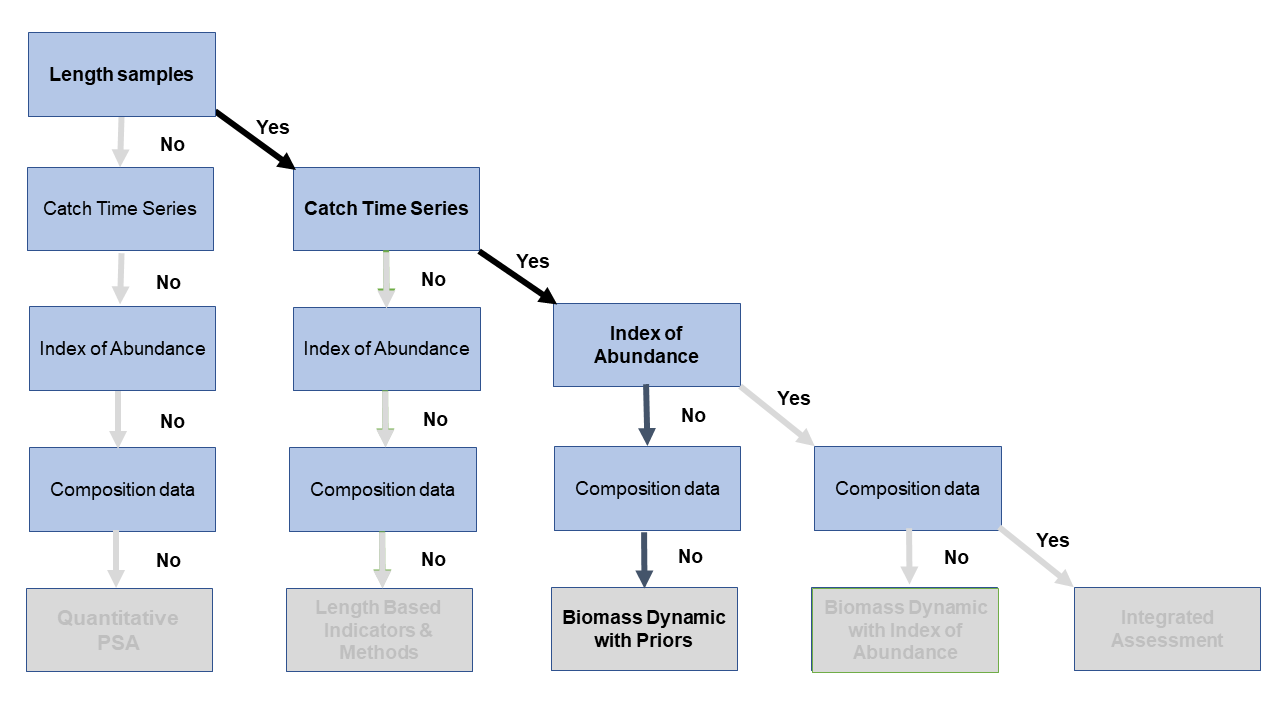 Length samples
Yes
No
Catch Time Series
Catch Time Series
Yes
No
No
Index of Abundance
Index of Abundance
Index of
Abundance
Yes
No
No
No
Composition data
Composition data
Composition data
Composition data
Yes
No
No
No
No
Quantitative
PSA
Length Based
Indicators &
Methods
Biomass Dynamic
with Priors
Biomass Dynamic
with Index of
Abundance
Integrated
Assessment